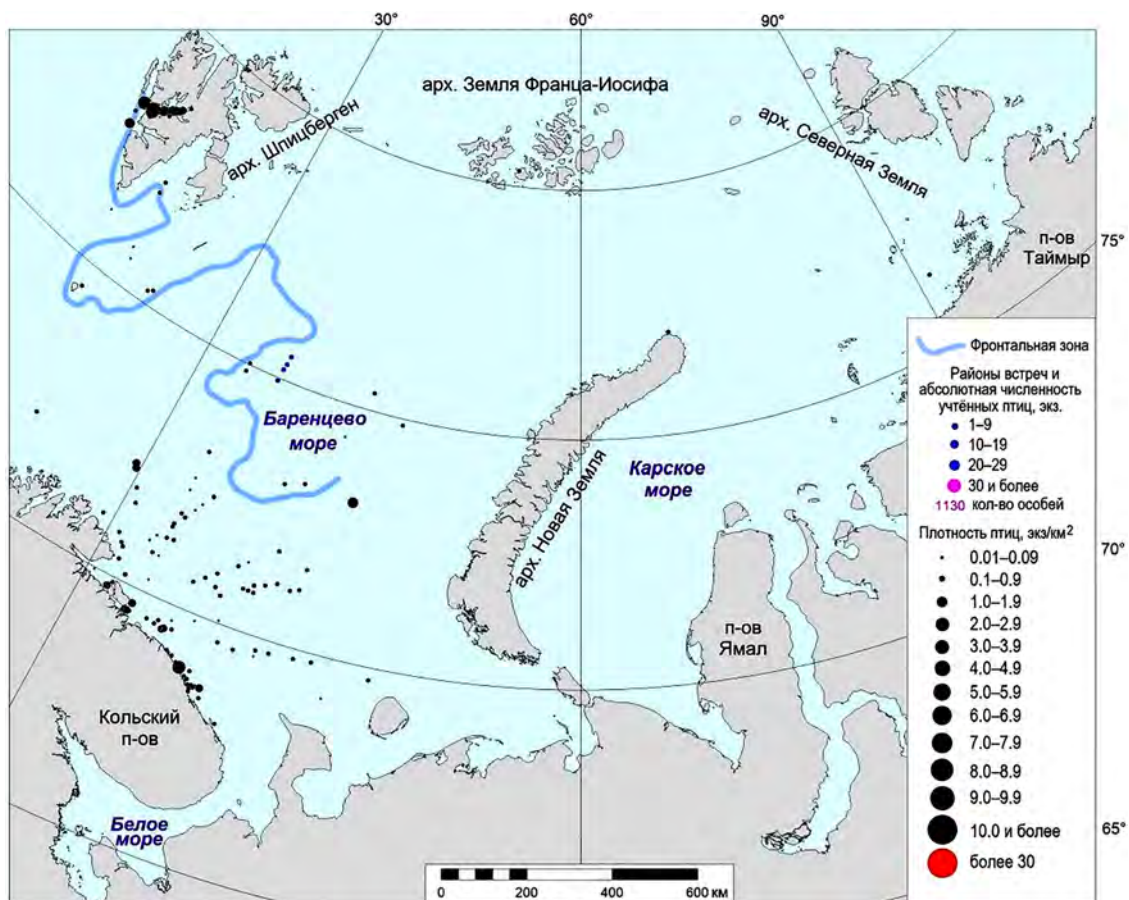 30°
60°
90°
арх. Земля Франца-Иосифа
арх. Шпицберген
арх. Северная Земля
п-ов
Таймыр
75°
Баренцево
море
Карское
море
арх. Новая Земля
70°
п-ов
Ямал
Кольский
п-ов
Белое
море
65°
0 200 400 600 км
Фронтальная зона
Районы встреч и
абсолютная численность
учтённых птиц, экз.
1–9
10–19
20–29
30 и более
1130 кол-во особей
Плотность птиц, экз/км²
0.01–0.09
0.1–0.9
1.0–1.9
2.0–2.9
3.0–3.9
4.0–4.9
5.0–5.9
6.0–6.9
7.0–7.9
8.0–8.9
9.0–9.9
10.0 и более
более 30